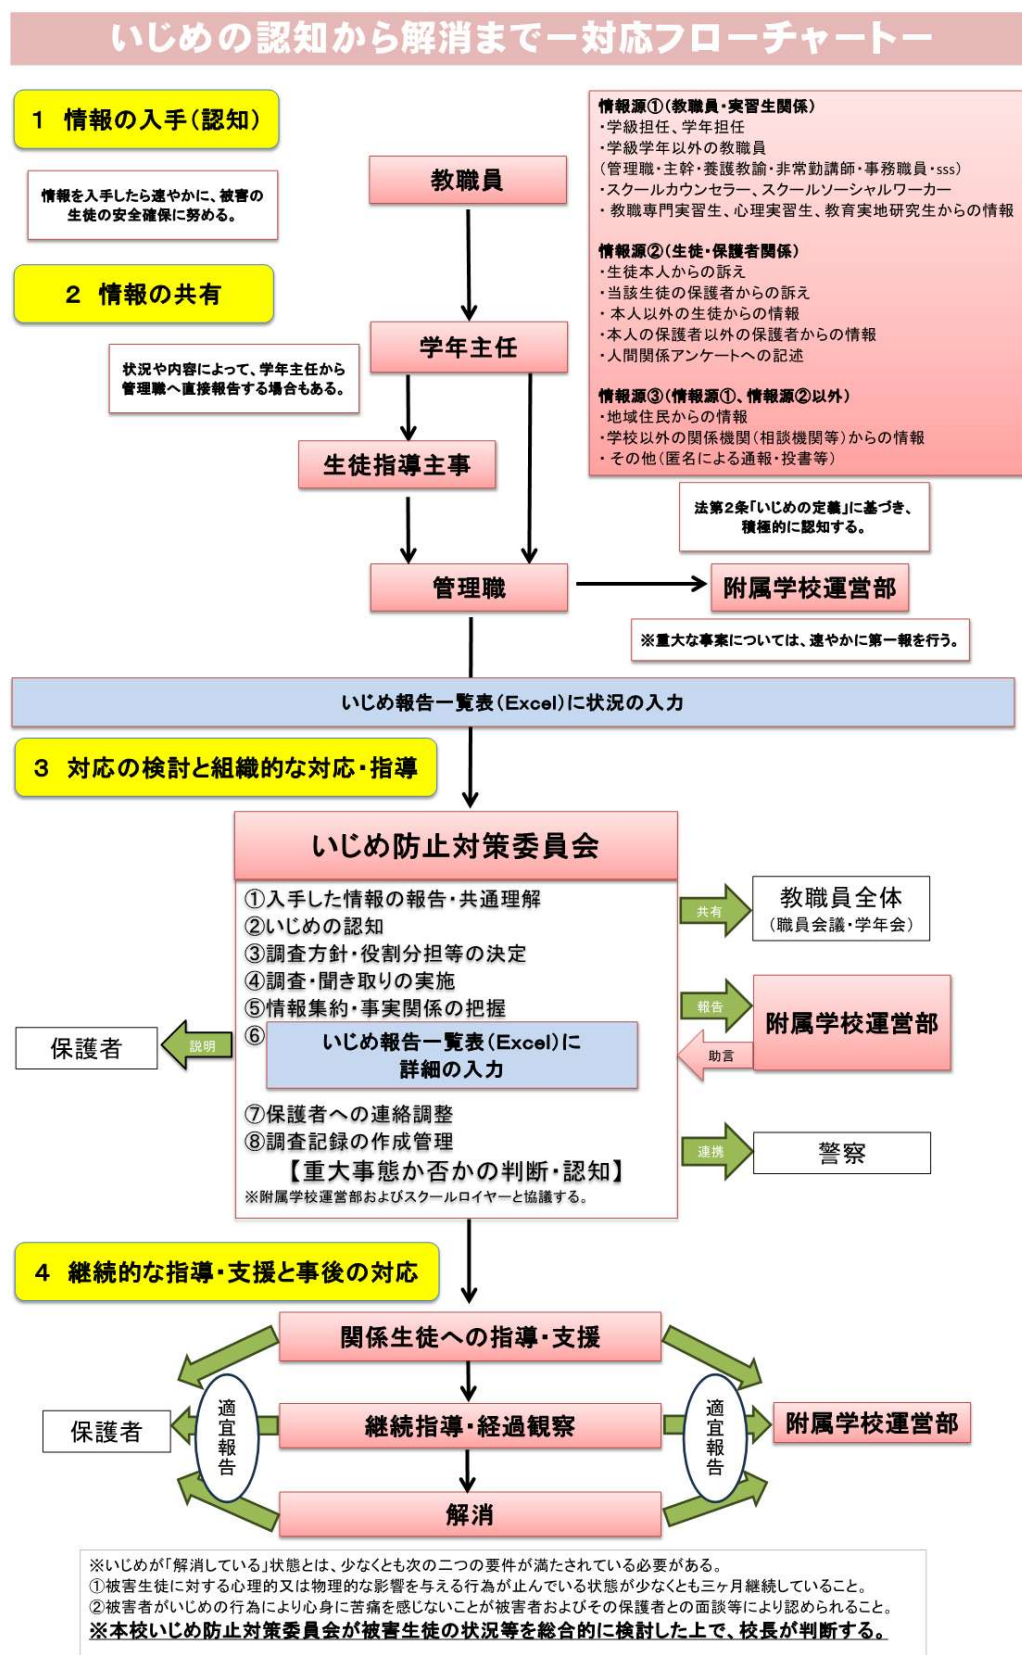 いじめの認知から解消までー対応フローチャートー
1 情報の入手(認知)
情報を入手したら速やかに、被害の
生徒の安全確保に努める。
教職員
情報源①(教職員・実習生関係)
・学級担任、学年担任
・学級学年以外の教職員
(管理職・主幹・養護教諭・非常勤講師・事務職員・sss)
・スクールカウンセラー、スクールソーシャルワーカー
・教職専門実習生、心理実習生、教育実地研究生からの情報
情報源②(生徒・保護者関係)
・生徒本人からの訴え
・当該生徒の保護者からの訴え
・本人以外の生徒からの情報
・本人の保護者以外の保護者からの情報
・人間関係アンケートへの記述
情報源③(情報源①、情報源②以外)
・地域住民からの情報
・学校以外の関係機関(相談機関等)からの情報
・その他(匿名による通報・投書等)
2 情報の共有
学年主任
状況や内容によって、学年主任から
管理職へ直接報告する場合もある。
生徒指導主事
法第2条「いじめの定義」に基づき、
積極的に認知する。
管理職
附属学校運営部
※重大な事案については、速やかに第一報を行う。
いじめ報告一覧表(Excel)に状況の入力
3 対応の検討と組織的な対応・指導
いじめ防止対策委員会
①入手した情報の報告・共通理解
②いじめの認知
③調査方針・役割分担等の決定
④調査・聞き取りの実施
⑤情報集約・事実関係の把握
⑥
いじめ報告一覧表(Excel)に
詳細の入力
⑦保護者への連絡調整
⑧調査記録の作成管理
【重大事態か否かの判断・認知】
※附属学校運営部およびスクールロイヤーと協議する。
説明
保護者
共有
教職員全体
(職員会議・学年会)
報告
附属学校運営部
助言
連携
警察
4 継続的な指導・支援と事後の対応
関係生徒への指導・支援
継続指導・経過観察
解消
適宜報告
保護者
適宜報告
附属学校運営部
※いじめが「解消している」状態とは、少なくとも次の二つの要件が満たされている必要がある。
①被害生徒に対する心理的又は物理的な影響を与える行為が止んでいる状態が少なくとも三ヶ月継続していること。
②被害者がいじめの行為により心身に苦痛を感じないことが被害者およびその保護者との面談等により認められること。
※本校いじめ防止対策委員会が被害生徒の状況等を総合的に検討した上で、校長が判断する。